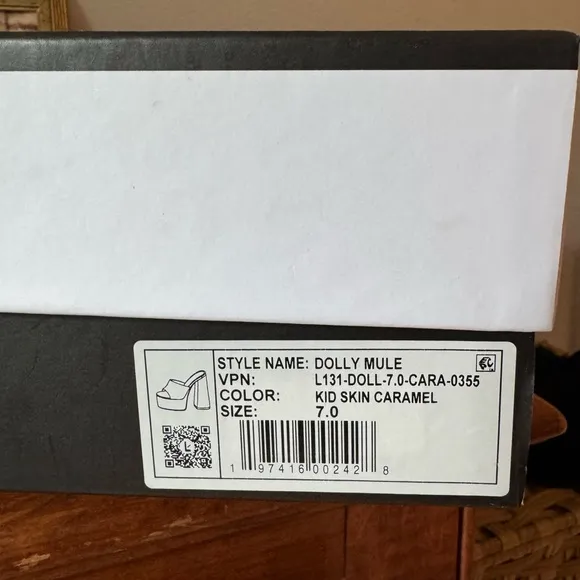 STYLE NAME: DOLLY MULE
VPN: L131-DOLL-7.0-CARA-0355
COLOR: KID SKIN CARAMEL
SIZE: 7.0
1 97416 00242 8